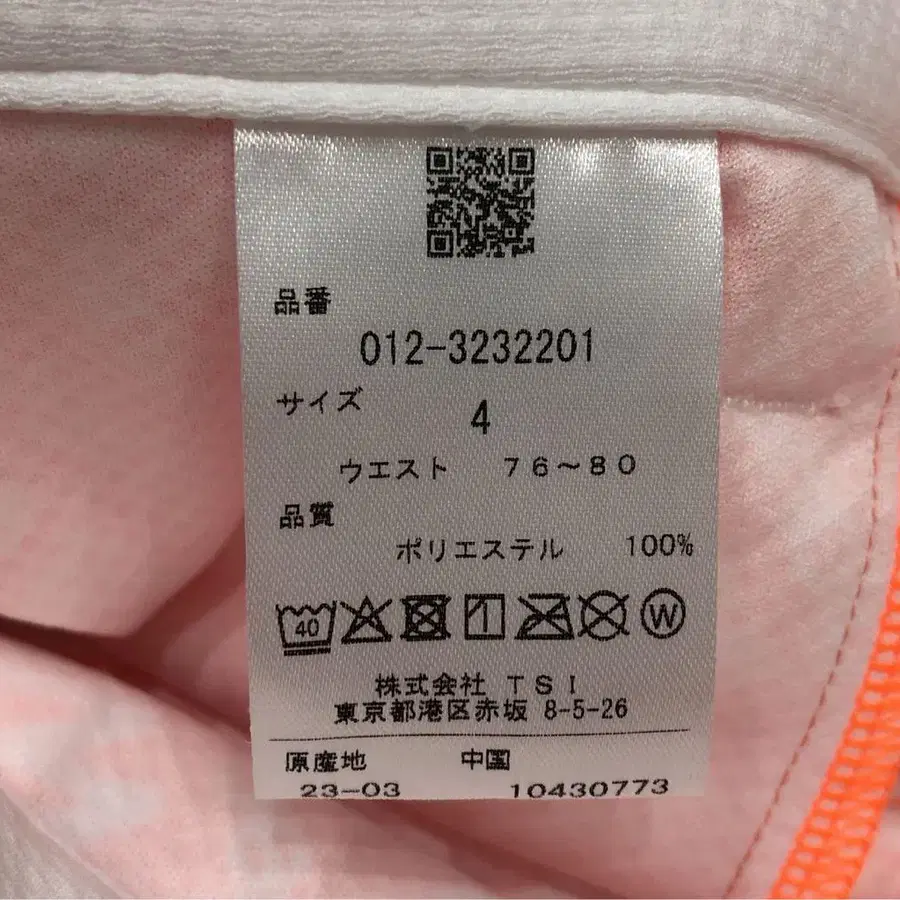 品番
012-3232201
サイズ
4
ウエスト 76～80
品質
ポリエステル 100%
40 W
株式会社 TSI
東京都港区赤坂 8-5-26
原産地 中国
23-03 10430773